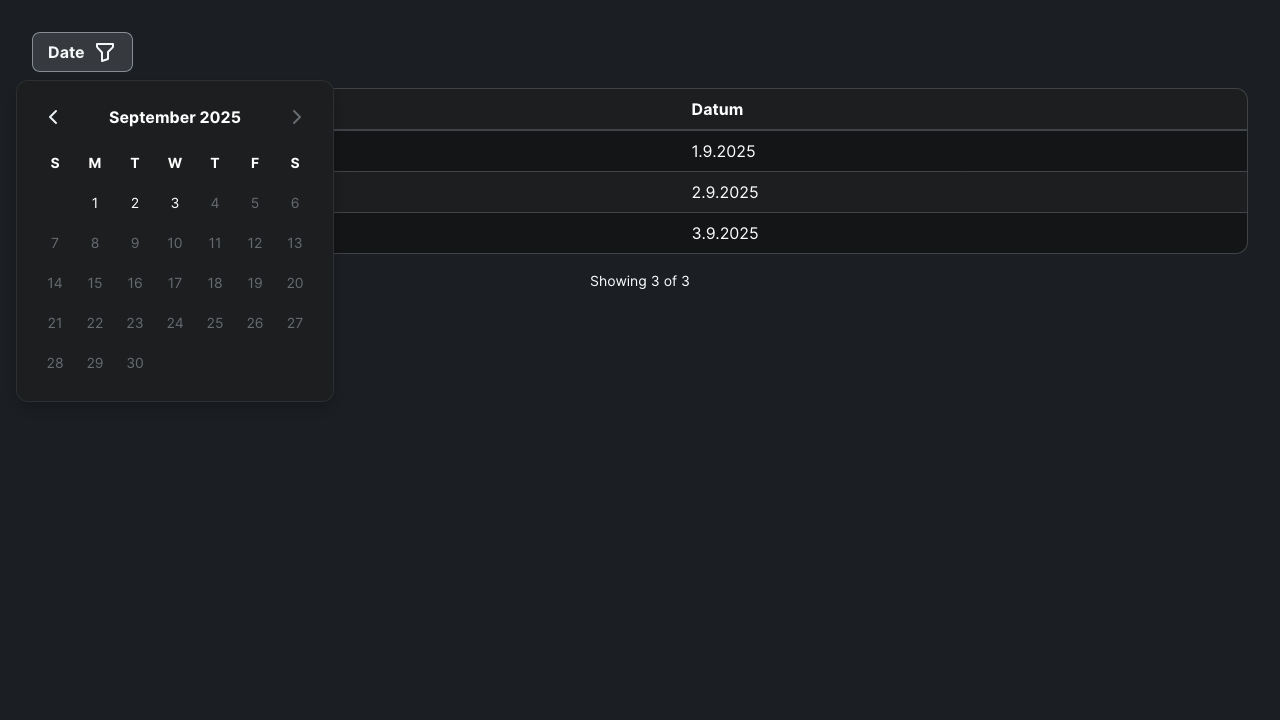 Date
September 2025
S M T W T F S
1 2 3 4 5 6
7 8 9 10 11 12 13
14 15 16 17 18 19 20
21 22 23 24 25 26 27
28 29 30
Datum
1.9.2025
2.9.2025
3.9.2025
Showing 3 of 3